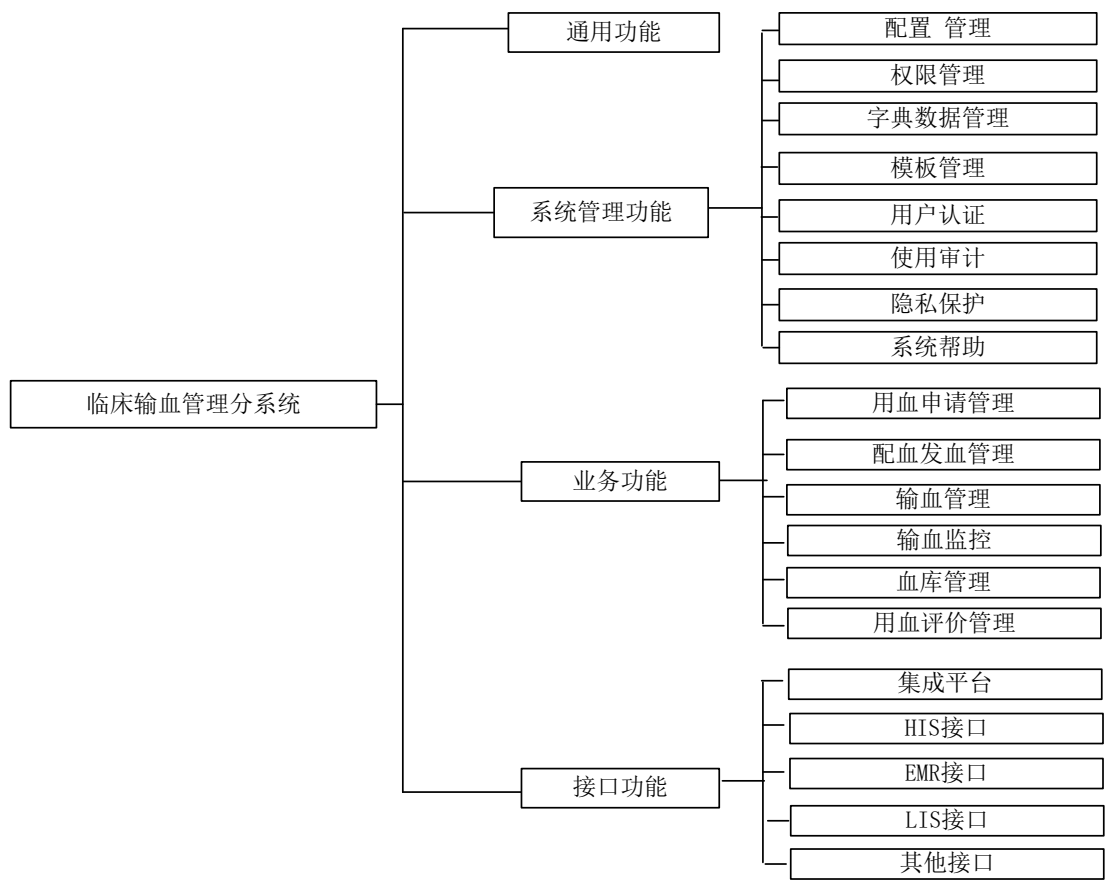 通用功能
配置 管理
权限管理
字典数据管理
模板管理
系统管理功能
用户认证
使用审计
隐私保护
系统帮助
临床输血管理分系统
用血申请管理
配血发血管理
业务功能
输血管理
输血监控
血库管理
用血评价管理
集成平台
HIS接口
接口功能
EMR接口
LIS接口
其他接口